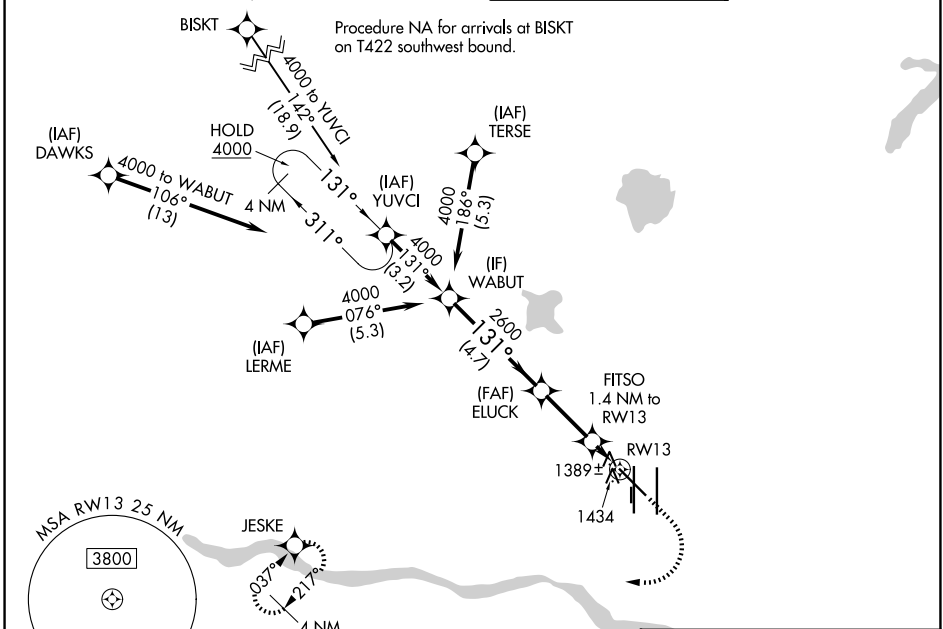 BISKT
Procedure NA for arrivals at BISKT
on T422 southwest bound.
4000 to YUVCI
142°
(18.9)
(IAF)
TERSE
HOLD
4000
(IAF)
DAWKS
4000 to WABUT
106°
(13)
131°
4 NM
311°
(IAF)
YUVCI
4000
186°
(5.3)
4000
131°
(3.2)
(IF)
WABUT
4000
076°
(5.3)
(IAF)
LERME
2600
131°
(4.7)
(FAF)
ELUCK
FITSO
1.4 NM to
RW13
RW13
1389±
1434
MSA RW13 25 NM
3800
JESKE
037°
217°
4 NM